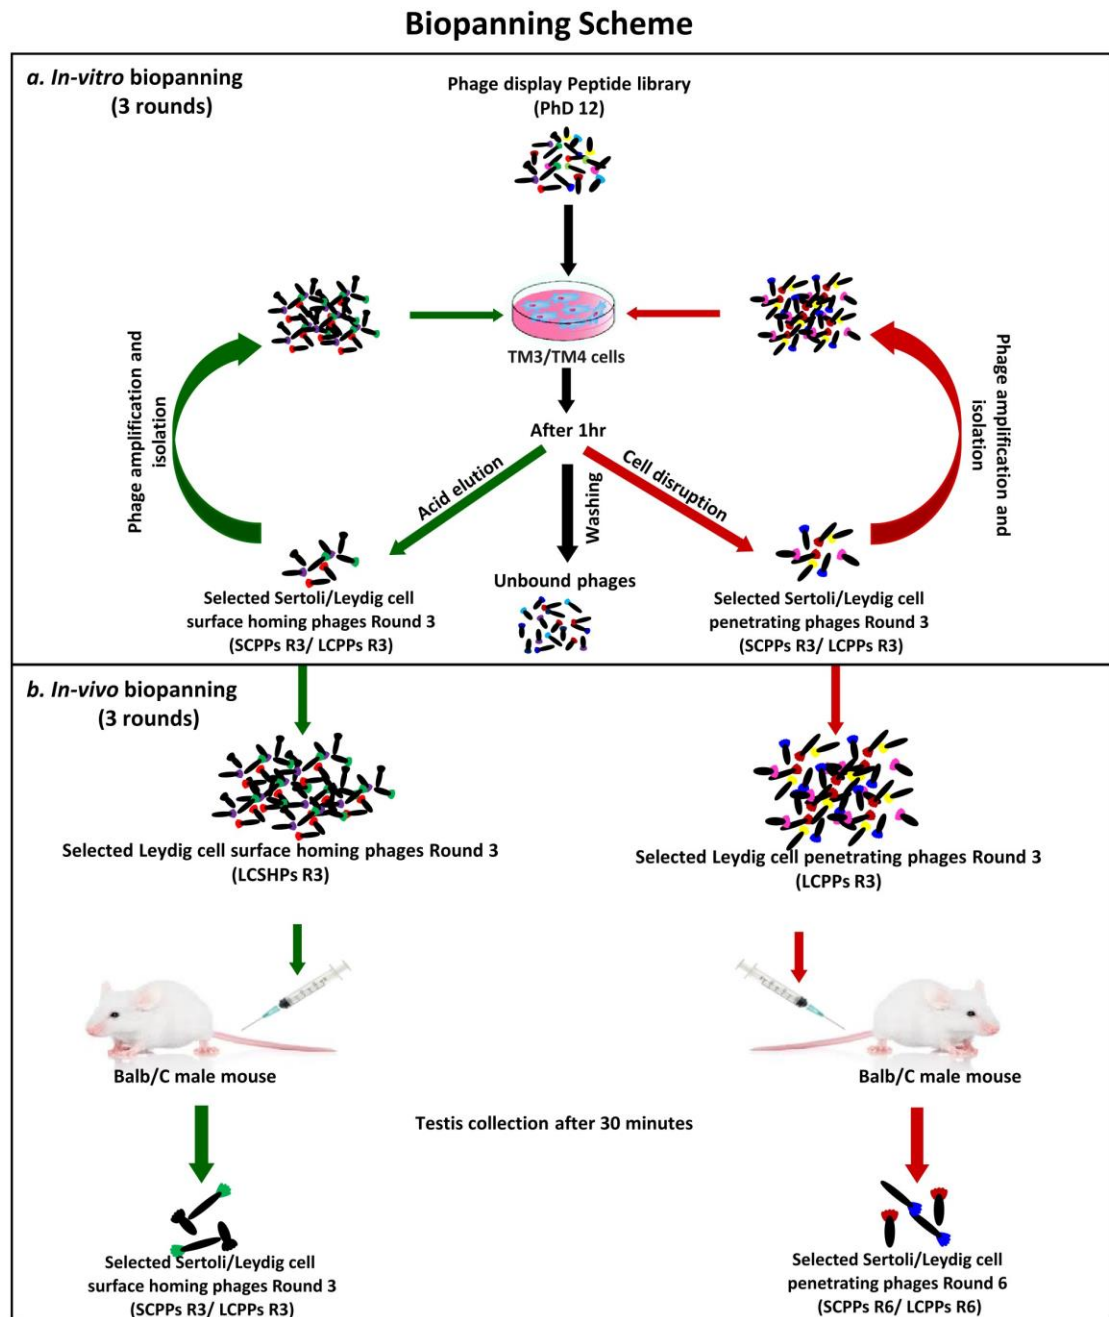 Biopanning Scheme
a. In-vitro biopanning
(3 rounds)
Phage display Peptide library
(PhD 12)
TM3/TM4 cells
After 1hr
Phage amplification and
isolation
Acid elution
Washing
Cell disruption
Phage amplification and
isolation
Unbound phages
Selected Sertoli/Leydig cell
surface homing phages Round 3
(SCPPs R3/ LCPPs R3)
Selected Sertoli/Leydig cell
penetrating phages Round 3
(SCPPs R3/ LCPPs R3)
b. In-vivo biopanning
(3 rounds)
Selected Leydig cell surface homing phages Round 3
(LCSHPs R3)
Selected Leydig cell penetrating phages Round 3
(LCPPs R3)
Balb/C male mouse
Balb/C male mouse
Testis collection after 30 minutes
Selected Sertoli/Leydig cell
surface homing phages Round 3
(SCPPs R3/ LCPPs R3)
Selected Sertoli/Leydig cell
penetrating phages Round 6
(SCPPs R6/ LCPPs R6)